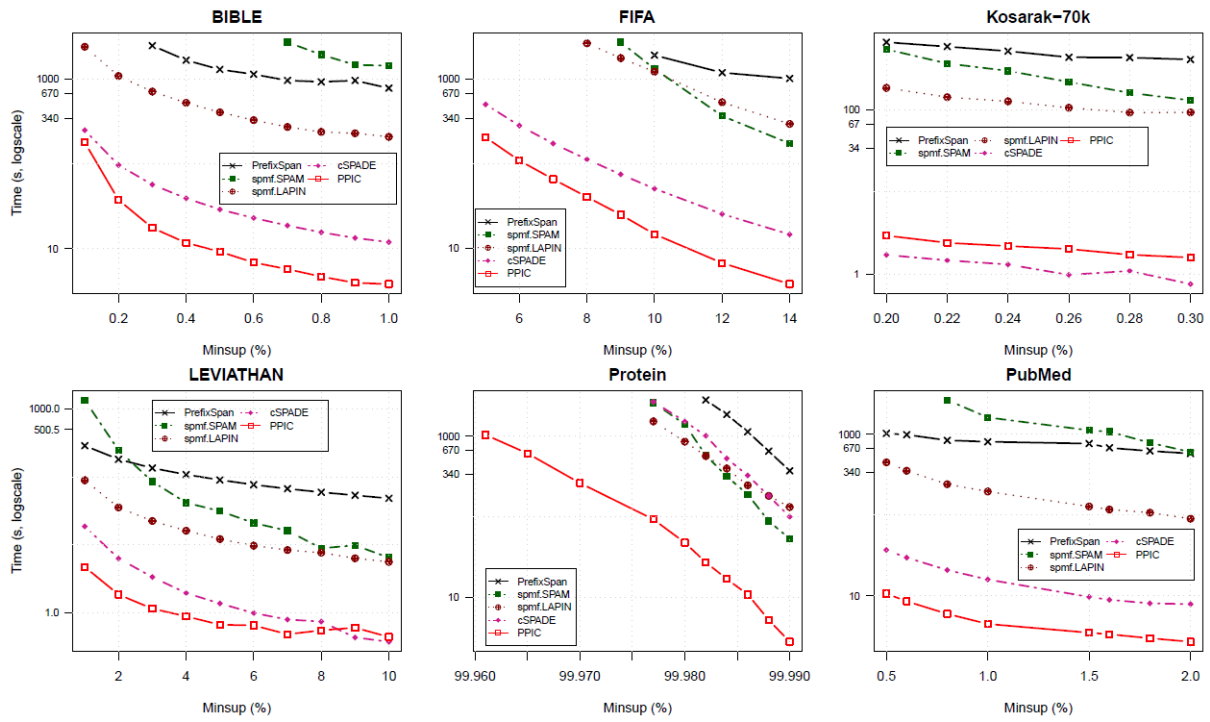 BIBLE
Time (s, logscale)
1000
670
340
10
PrefixSpan
spmf.SPAM
spmf.LAPIN
cSPADE
PPIC
0.2 0.4 0.6 0.8 1.0
Minsup (%)
FIFA
1000
670
340
10
PrefixSpan
spmf.SPAM
spmf.LAPIN
cSPADE
PPIC
6 8 10 12 14
Minsup (%)
Kosarak-70k
100
67
34
1
PrefixSpan
spmf.SPAM
spmf.LAPIN
cSPADE
PPIC
0.20 0.22 0.24 0.26 0.28 0.30
Minsup (%)
LEVIATHAN
Time (s, logscale)
1000.0
500.5
1.0
PrefixSpan
spmf.SPAM
spmf.LAPIN
cSPADE
PPIC
2 4 6 8 10
Minsup (%)
Protein
1000
670
340
10
PrefixSpan
spmf.SPAM
spmf.LAPIN
cSPADE
PPIC
99.960 99.970 99.980 99.990
Minsup (%)
PubMed
1000
670
340
10
PrefixSpan
spmf.SPAM
spmf.LAPIN
cSPADE
PPIC
0.5 1.0 1.5 2.0
Minsup (%)